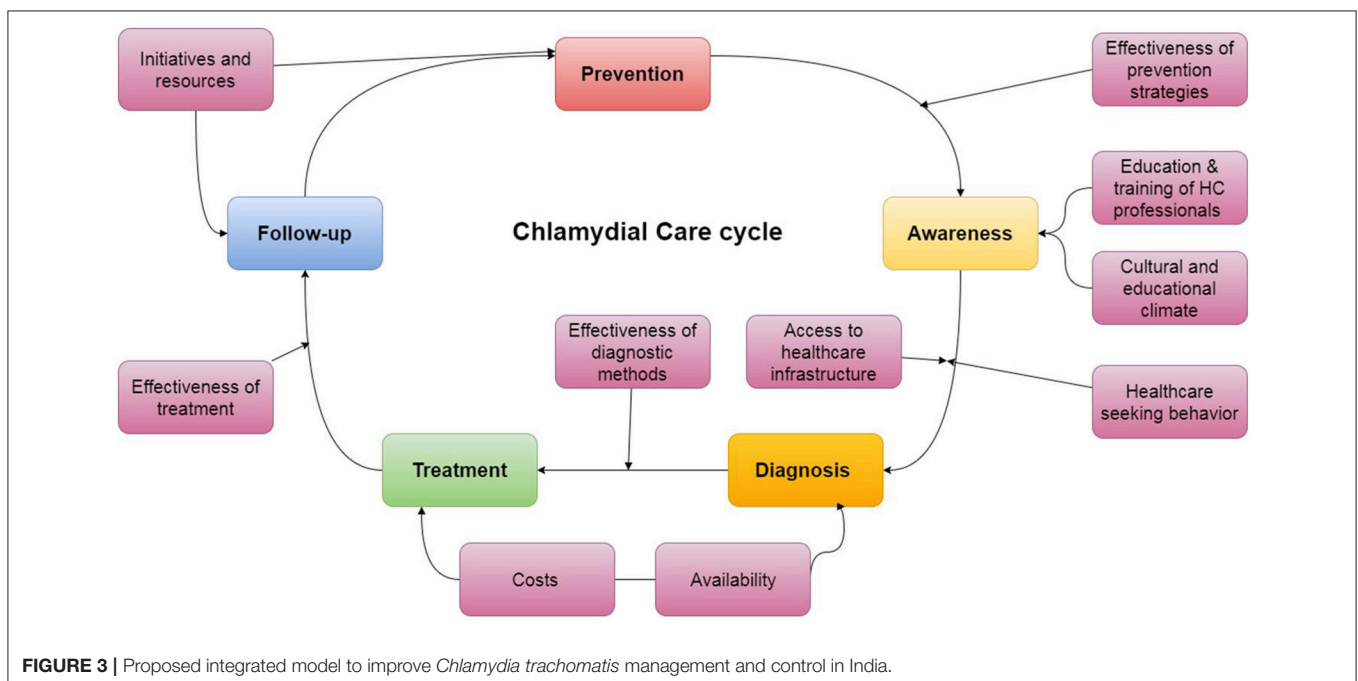 Initiatives and
resources
Prevention
Effectiveness of
prevention
strategies
Education &
training of HC
professionals
Follow-up
Chlamydial Care cycle
Awareness
Cultural and
educational
climate
Effectiveness of
diagnostic
methods
Access to
healthcare
infrastructure
Effectiveness of
treatment
Healthcare
seeking behavior
Treatment
Diagnosis
Costs
Availability
FIGURE 3 | Proposed integrated model to improve Chlamydia trachomatis management and control in India.